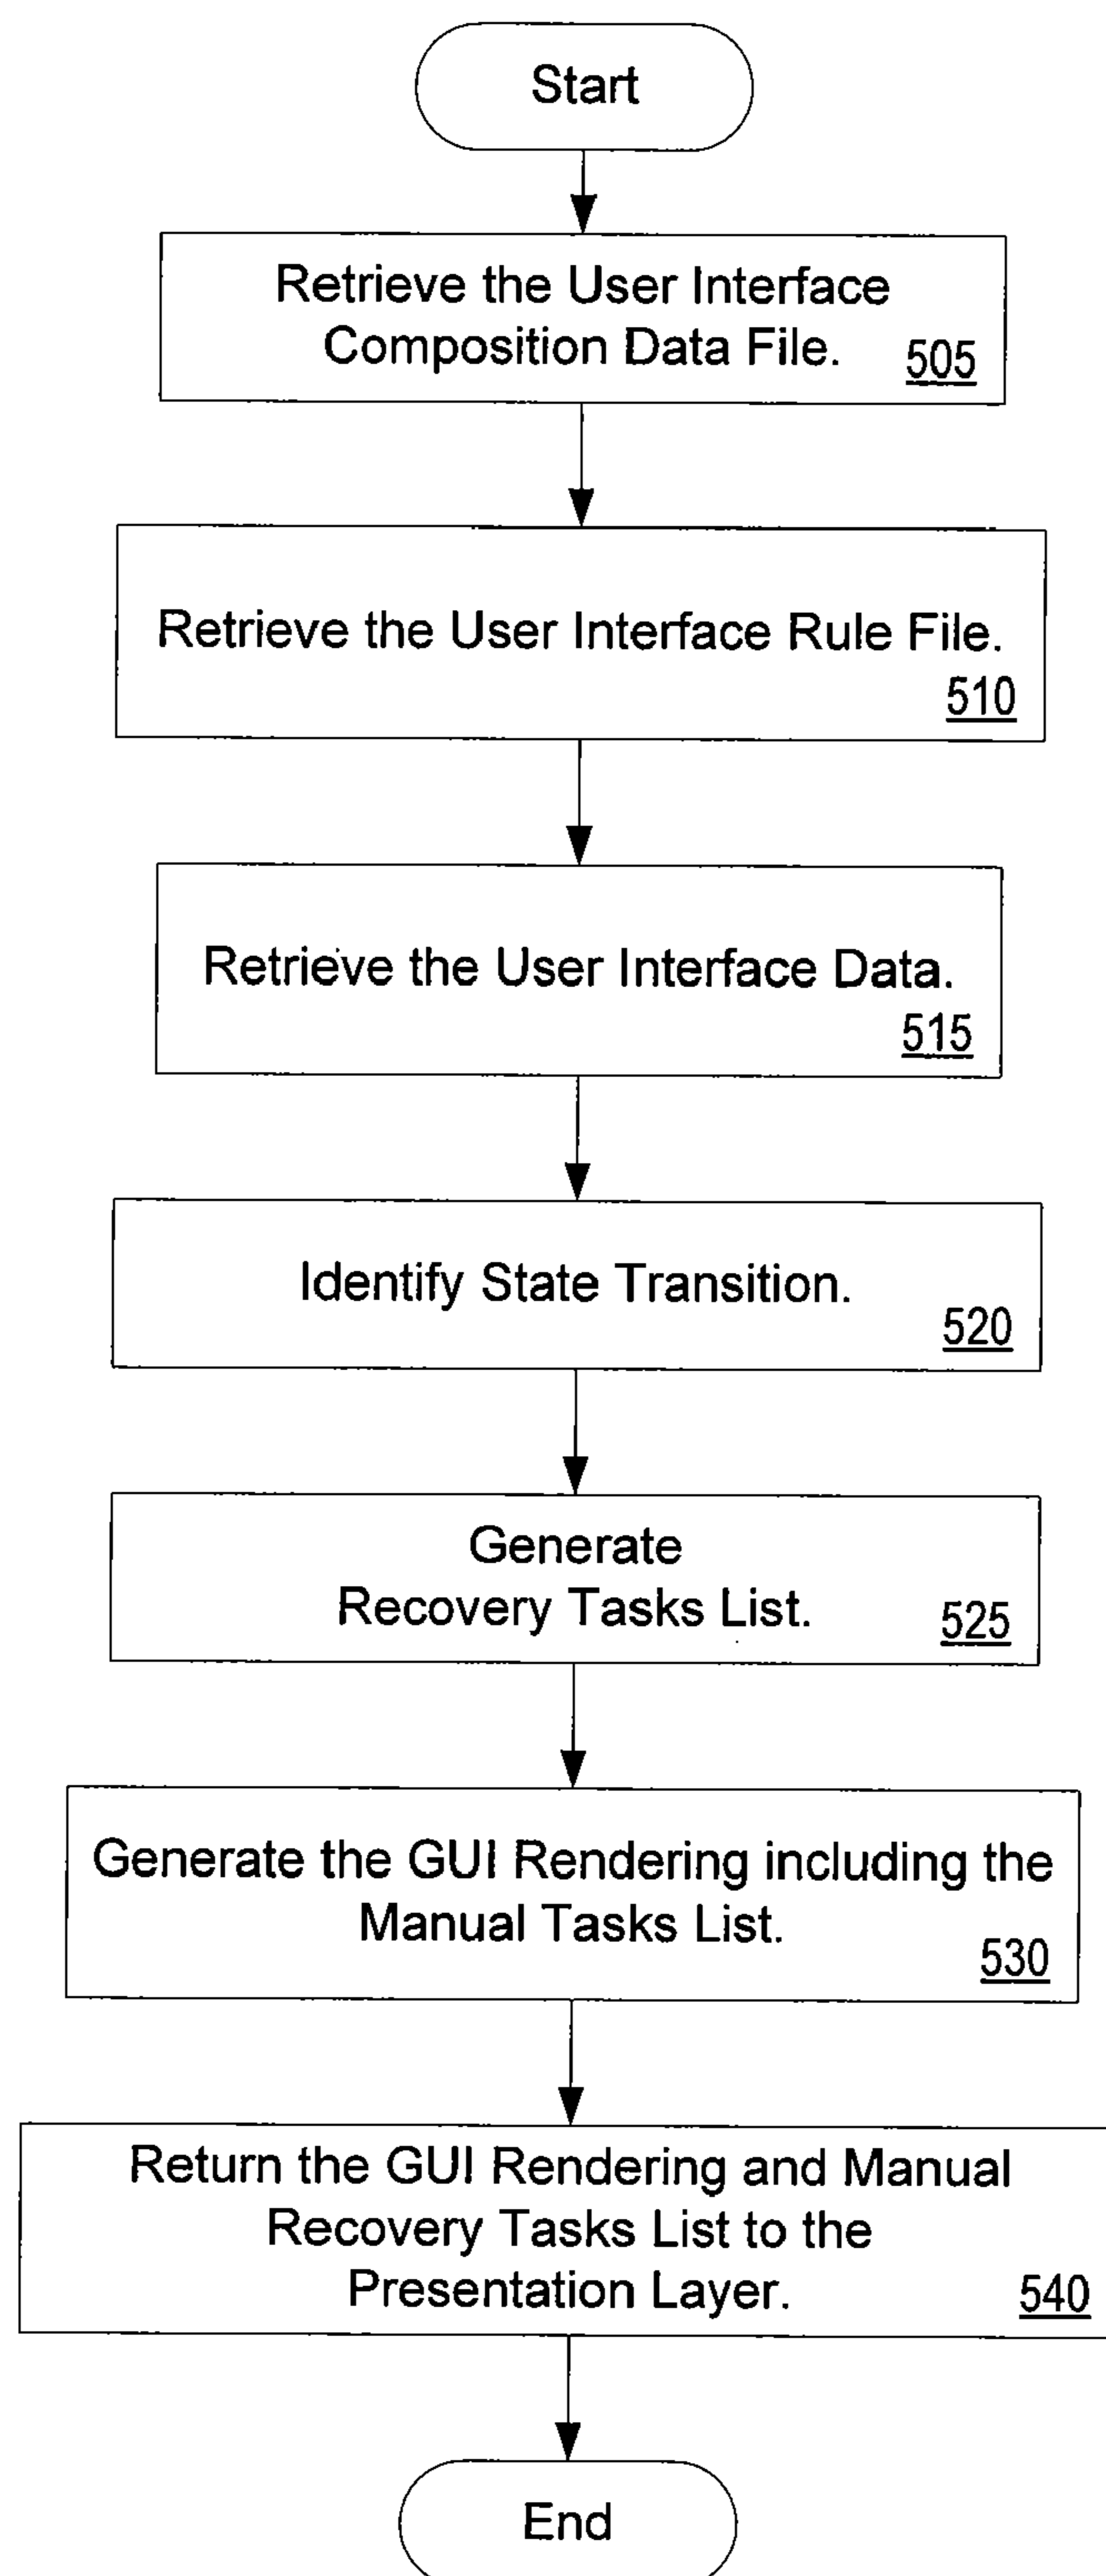 Start
Retrieve the User Interface
Composition Data File.
505
Retrieve the User Interface Rule File.
510
Retrieve the User Interface Data.
515
Identify State Transition.
520
Generate
Recovery Tasks List.
525
Generate the GUI Rendering including the
Manual Tasks List.
530
Return the GUI Rendering and Manual
Recovery Tasks List to the
Presentation Layer.
540
End